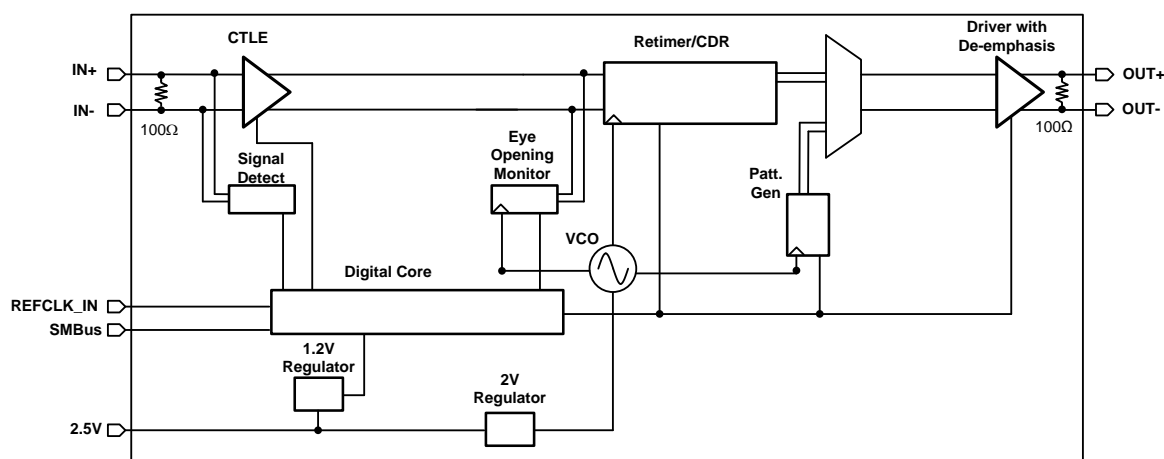 Driver with
De-emphasis
CTLE
Retimer/CDR
IN+
OUT+
IN-
OUT-
100Ω
100Ω
Eye
Opening
Monitor
Signal
Detect
Patt.
Gen
VCO
Digital Core
REFCLK_IN
SMBus
1.2V
Regulator
2V
Regulator
2.5V